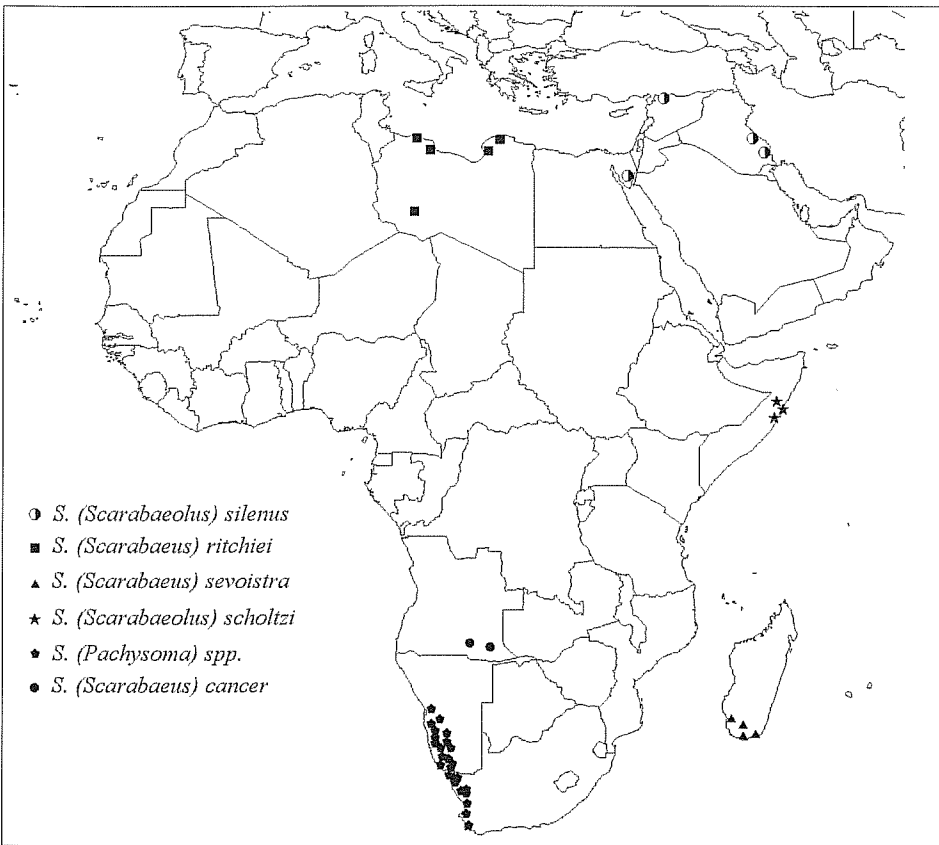 S. (Scarabaeolus) silenus
S. (Scarabaeus) ritchiei
S. (Scarabaeus) sevoistra
S. (Scarabaeolus) scholtzi
S. (Pachysoma) spp.
S. (Scarabaeus) cancer